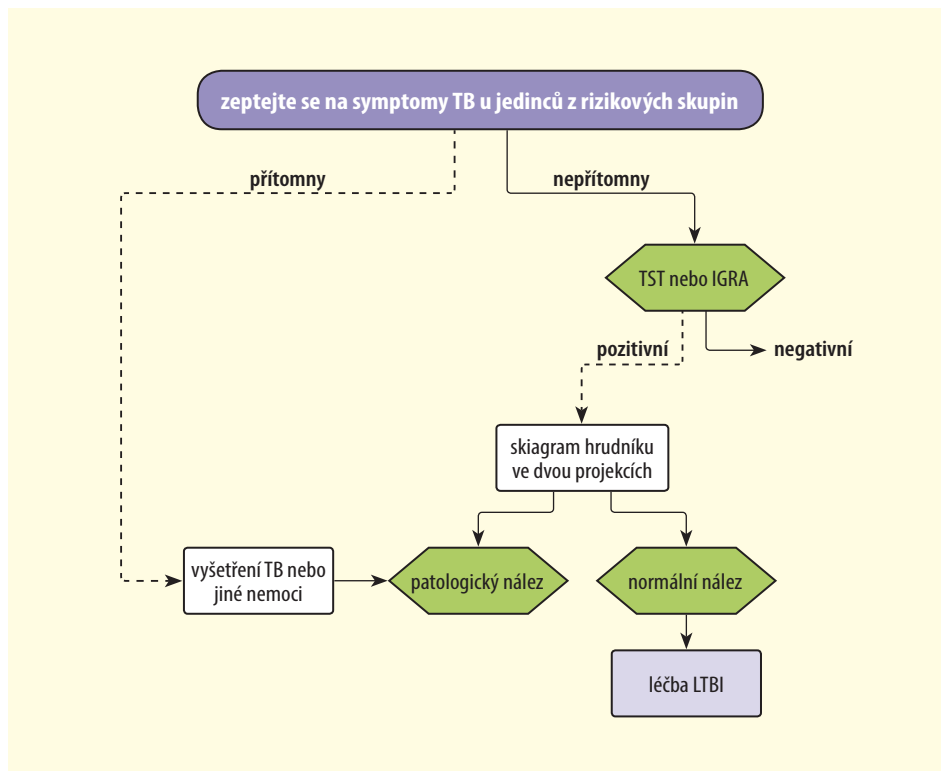 zeptejte se na symptomy TB u jedinců z rizikových skupin
přítomny
nepřítomny
TST nebo IGRA
pozitivní
negativní
skiagram hrudníku
ve dvou projekcích
vyšetření TB nebo
jiné nemoci
patologický nález
normální nález
léčba LTBI